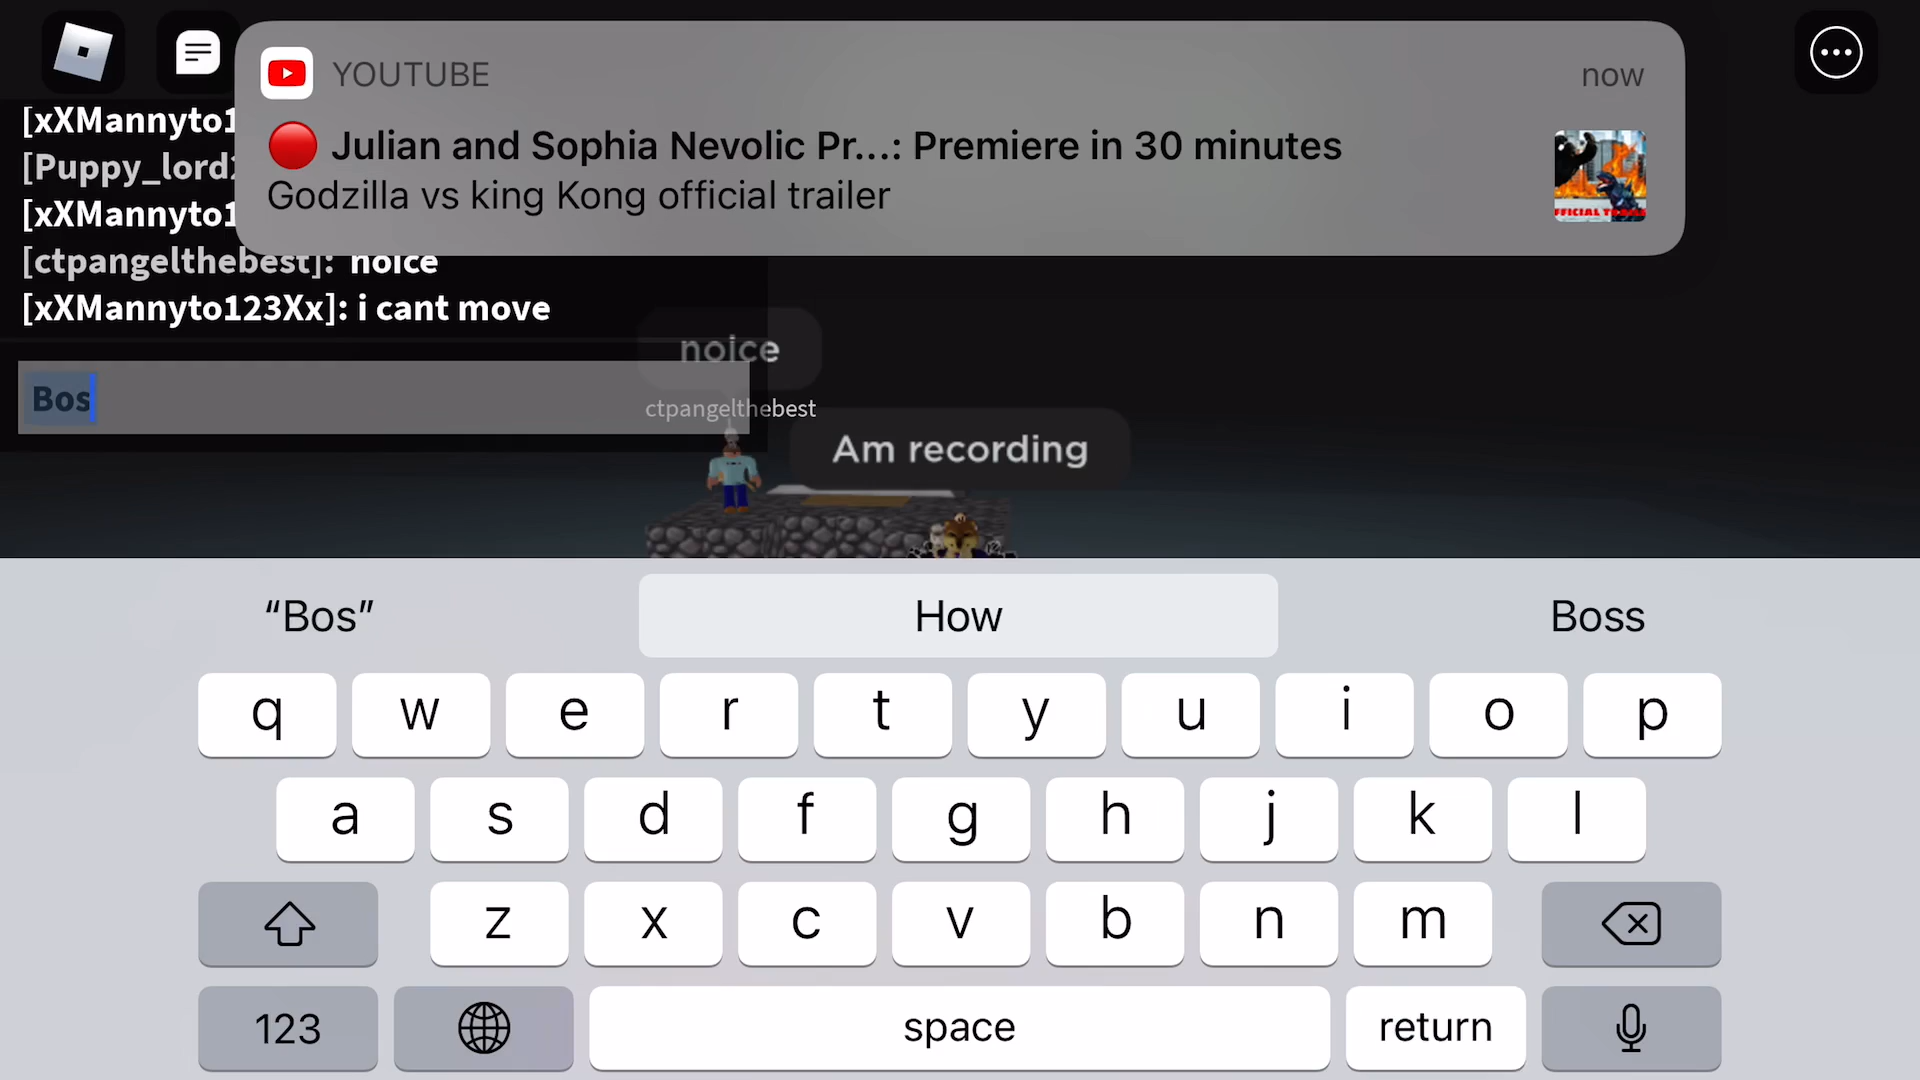 YOUTUBE
now
🔴 Julian and Sophia Nevolic Pr...: Premiere in 30 minutes
Godzilla vs king Kong official trailer
FFICIAL
[xXMannyto1
[Puppy_lord
[xXMannyto1
[ctpangelthebest]: noice
[xXMannyto123Xx]: i cant move
noice
Bos
ctpangelthebest
Am recording
“Bos”
How
Boss
q w e r t y u i o p
a s d f g h j k l
z x c v b n m
123
space
return